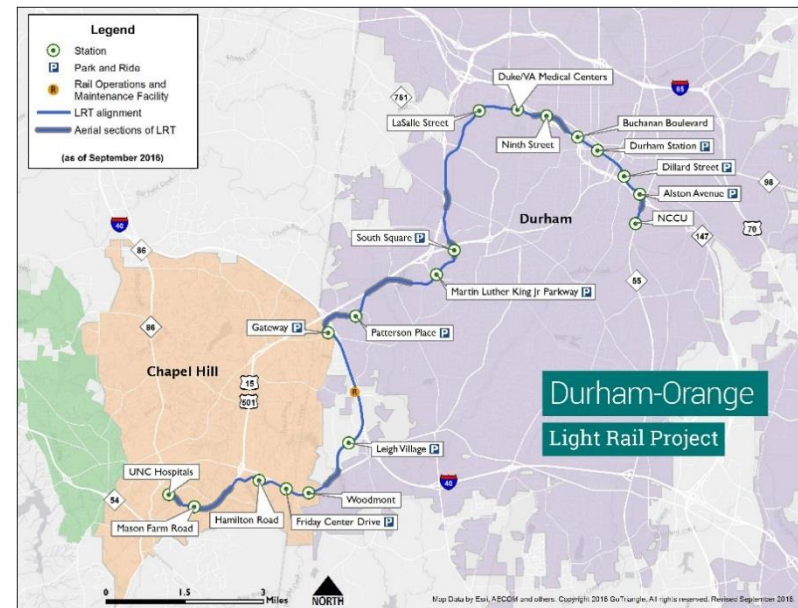 Legend
Station
P
Park and Ride
R
Rail Operations and
Maintenance Facility
LRT alignment
Aerial sections of LRT
(as of September 2016)
751
Duke/VA Medical Centers
85
LaSalle Street
Buchanan Boulevard
Ninth Street
Durham Station P
Dillard Street P
98
Alston Avenue P
Durham
NCCU
40
86
70
147
South Square P
55
Martin Luther King Jr Parkway P
86
Gateway P
Patterson Place P
Chapel Hill
15
501
R
Durham-Orange
Light Rail Project
Leigh Village P
UNC Hospitals
40
54
Woodmont
Hamilton Road
Friday Center Drive P
Mason Farm Road
0 1.5 3
Miles
NORTH
Map Data by Esri, AECOM and others. Copyright 2016 GoTriangle, All rights reserved. Revised September 2016.